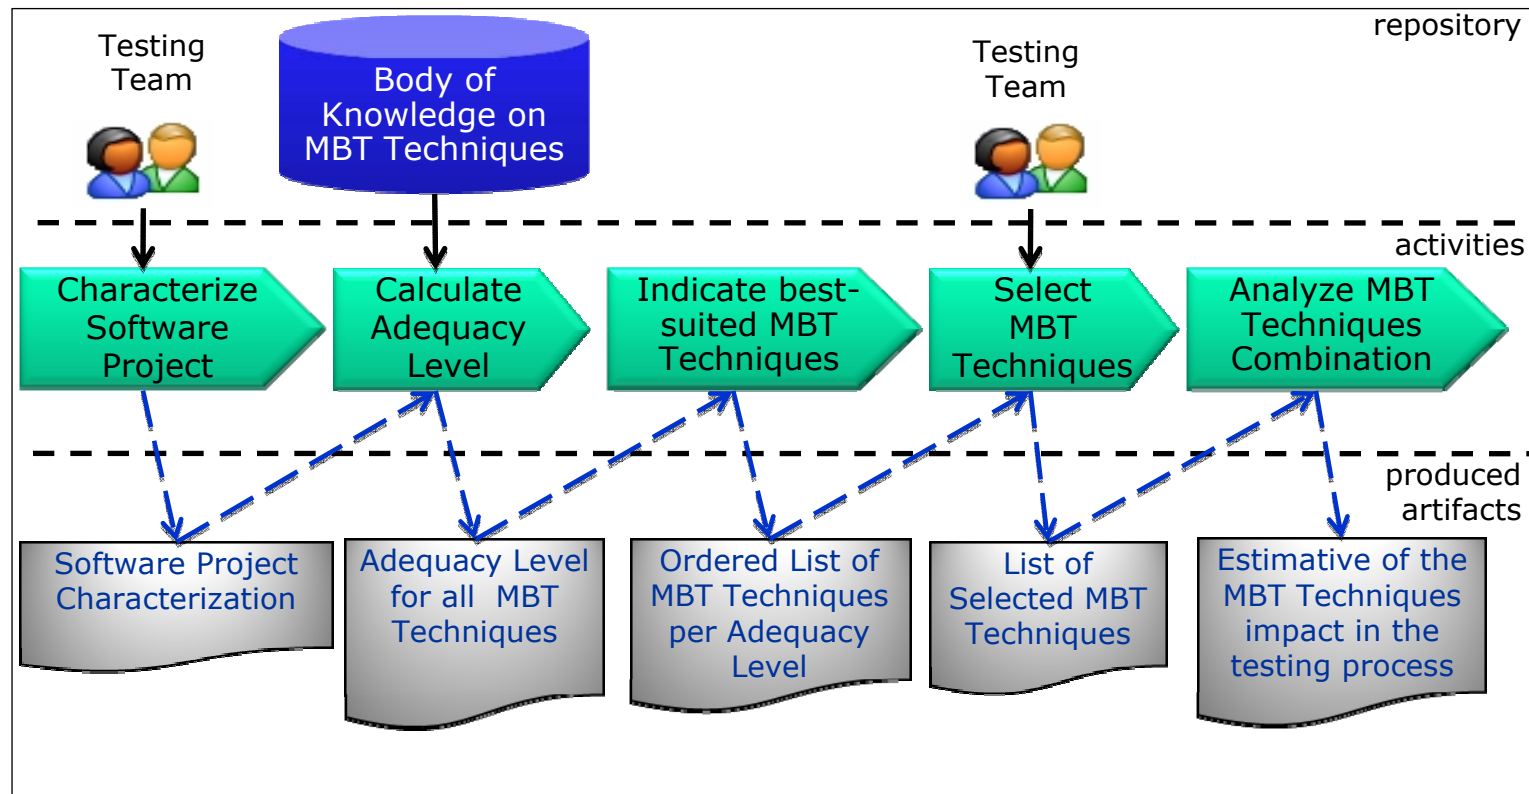 repository
Testing
Team
Body of
Knowledge on
MBT Techniques
Testing
Team
activities
Characterize
Software
Project
Calculate
Adequacy
Level
Indicate best-
suited MBT
Techniques
Select
MBT
Techniques
Analyze MBT
Techniques
Combination
produced
artifacts
Software Project
Characterization
Adequacy Level
for all MBT
Techniques
Ordered List of
MBT Techniques
per Adequacy
Level
List of
Selected MBT
Techniques
Estimative of the
MBT Techniques
impact in the
testing process